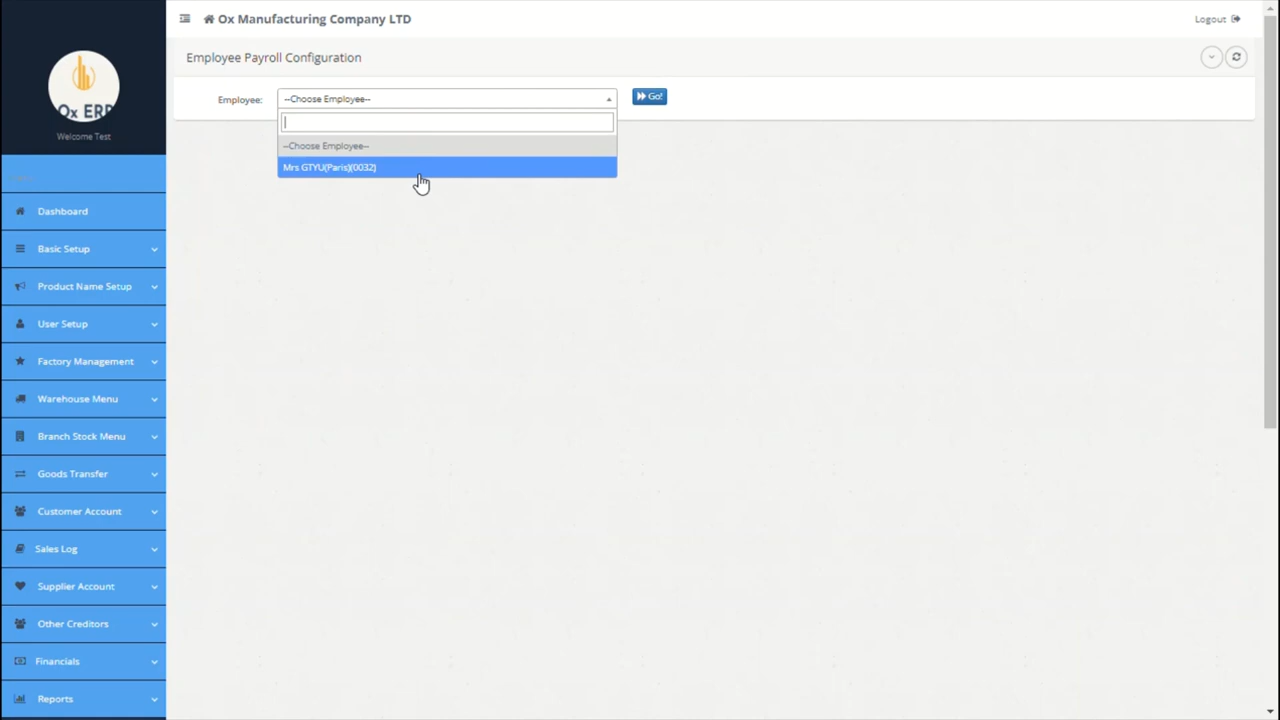 Ox Manufacturing Company LTD
Logout
Employee Payroll Configuration
Employee:
--Choose Employee--
Go!
--Choose Employee--
Mrs GTYU(Paris)(0032)
Ox ERP
Welcome Test
Dashboard
Basic Setup
Product Name Setup
User Setup
Factory Management
Warehouse Menu
Branch Stock Menu
Goods Transfer
Customer Account
Sales Log
Supplier Account
Other Creditors
Financials
Reports